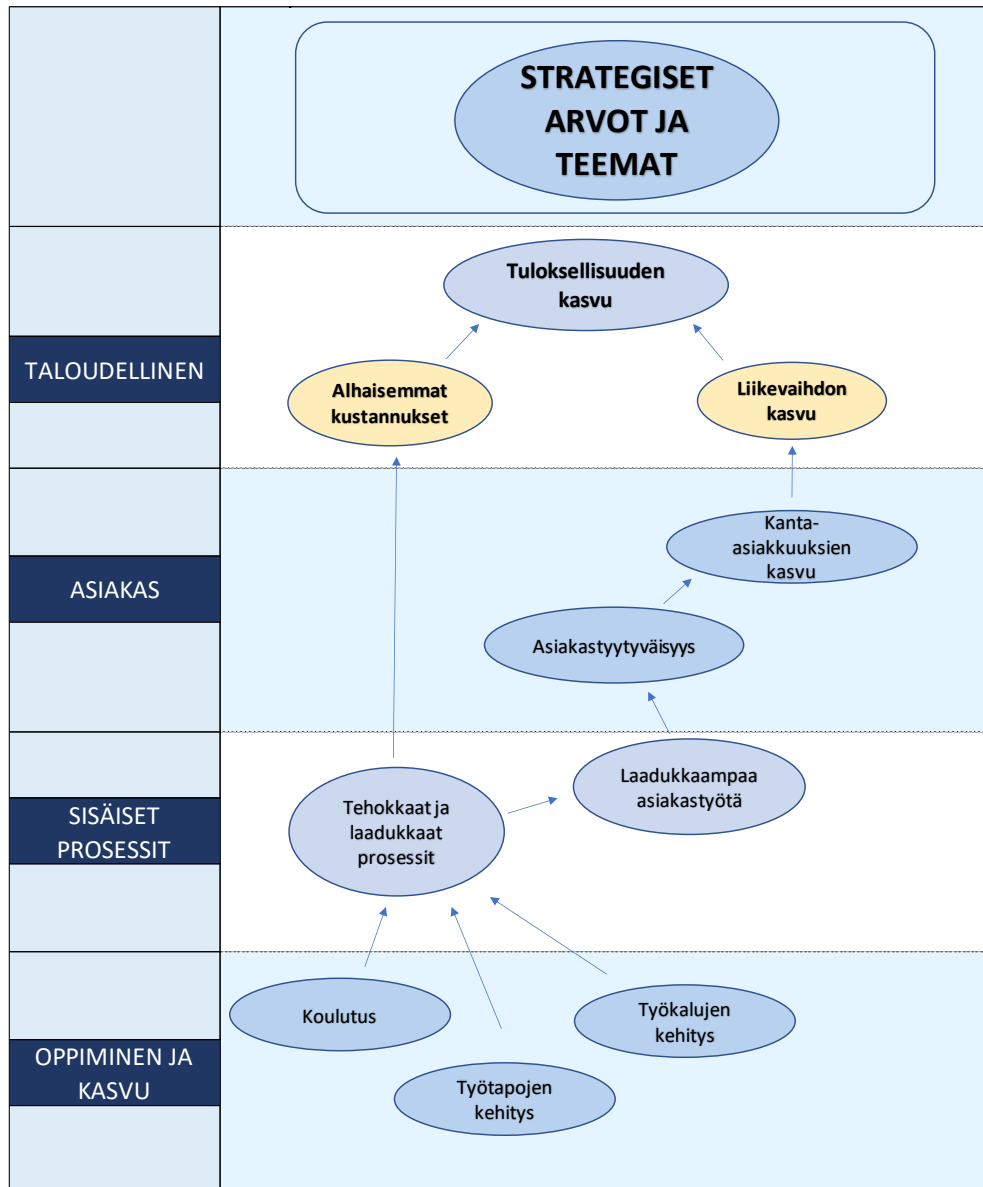 STRATEGISET
ARVOT JA
TEEMAT
Tuloksellisuuden
kasvu
TALOUDELLINEN
Alhaisemmat
kustannukset
Liikevaihdon
kasvu
Kanta-
asiakkuuksien
kasvu
ASIAKAS
Asiakastyytyväisyys
Laadukkaampaa
asiakastyötä
SISÄISET
PROSESSIT
Tehokkaat ja
laadukkaat
prosessit
Koulutus
Työkalujen
kehitys
OPPIMINEN JA
KASVU
Työtapojen
kehitys